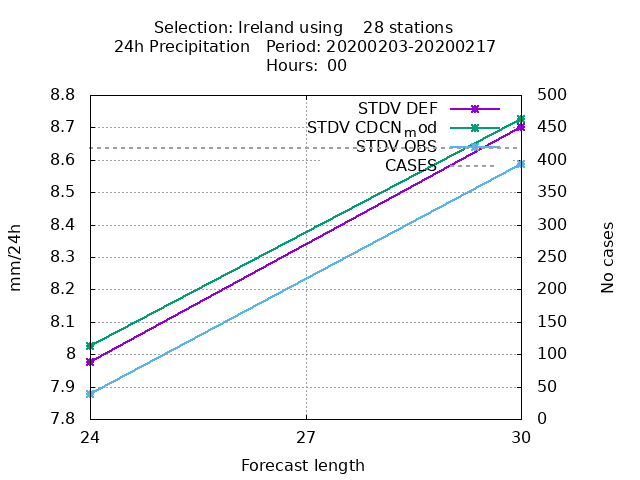 Selection: Ireland using    28 stations
24h Precipitation   Period: 20200203-20200217
Hours:  00
8.8
8.7
8.6
8.5
8.4
8.3
8.2
8.1
8
7.9
7.8
mm/24h
STDV DEF
STDV CDCNmod
STDV OBS
CASES
500
450
400
350
300
250
200
150
100
50
0
No cases
24
27
30
Forecast length